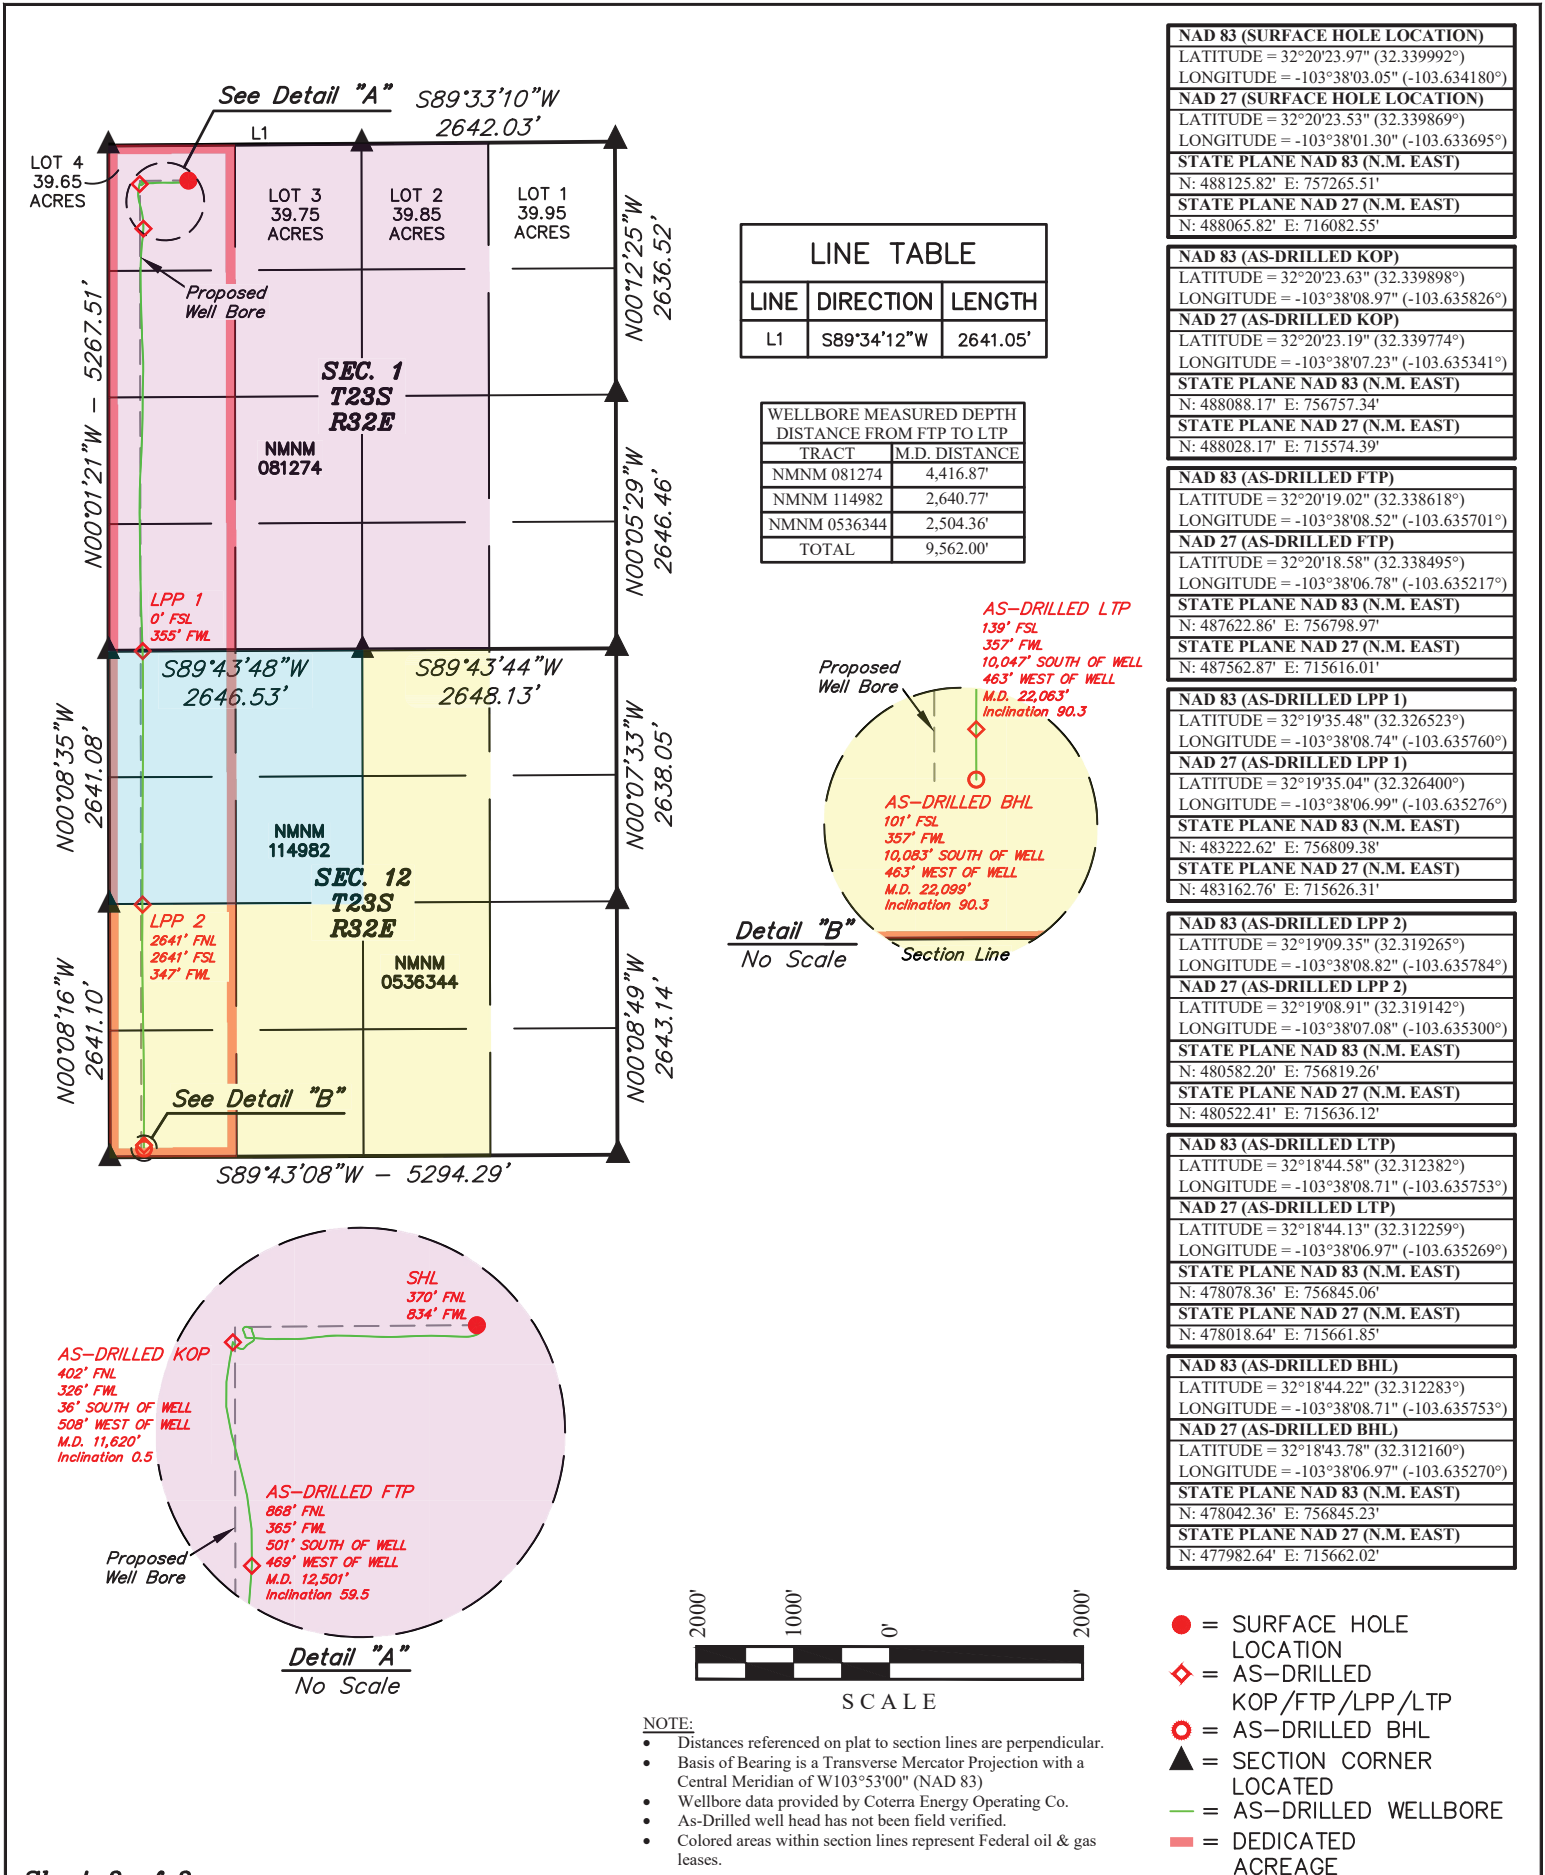 See Detail "A"
S89°33'10"W
2642.03'
L1
LOT 4
39.65
ACRES
LOT 3
39.75
ACRES
LOT 2
39.85
ACRES
LOT 1
39.95
ACRES
N00°12'25"W
2636.52'
Proposed
Well Bore
N00°01'21"W – 5267.51'
SEC. 1
T23S
R32E
NMNM
081274
N00°05'29"W
2646.46'
LPP 1
0' FSL
355' FWL
S89°43'48"W
2646.53'
S89°43'44"W
2648.13'
N00°08'35"W
2641.08'
N00°07'33"W
2638.05'
NMNM
114982
SEC. 12
T23S
R32E
LPP 2
2641' FNL
2641' FSL
347' FWL
NMNM
0536344
N00°08'16"W
2641.10'
N00°08'49"W
2643.14'
See Detail "B"
S89°43'08"W – 5294.29'
LINE TABLE
LINE DIRECTION LENGTH
L1 S89°34'12"W 2641.05'
WELLBORE MEASURED DEPTH
DISTANCE FROM FTP TO LTP
TRACT M.D. DISTANCE
NMNM 081274 4,416.87'
NMNM 114982 2,640.77'
NMNM 0536344 2,504.36'
TOTAL 9,562.00'
AS–DRILLED LTP
139' FSL
357' FWL
10,047' SOUTH OF WELL
463' WEST OF WELL
M.D. 22,063'
Inclination 90.3
Proposed
Well Bore
AS–DRILLED BHL
101' FSL
357' FWL
10,083' SOUTH OF WELL
463' WEST OF WELL
M.D. 22,099'
Inclination 90.3
Section Line
Detail "B"
No Scale
SHL
370' FNL
834' FWL
AS–DRILLED KOP
402' FNL
326' FWL
36' SOUTH OF WELL
508' WEST OF WELL
M.D. 11,620'
Inclination 0.5
AS–DRILLED FTP
868' FNL
365' FWL
501' SOUTH OF WELL
469' WEST OF WELL
M.D. 12,501'
Inclination 59.5
Proposed
Well Bore
Detail "A"
No Scale
NAD 83 (SURFACE HOLE LOCATION)
LATITUDE = 32°20'23.97" (32.339992°)
LONGITUDE = -103°38'03.05" (-103.634180°)
NAD 27 (SURFACE HOLE LOCATION)
LATITUDE = 32°20'23.53" (32.339869°)
LONGITUDE = -103°38'01.30" (-103.633695°)
STATE PLANE NAD 83 (N.M. EAST)
N: 488125.82' E: 757265.51'
STATE PLANE NAD 27 (N.M. EAST)
N: 488065.82' E: 716082.55'
NAD 83 (AS-DRILLED KOP)
LATITUDE = 32°20'23.63" (32.339898°)
LONGITUDE = -103°38'08.97" (-103.635826°)
NAD 27 (AS-DRILLED KOP)
LATITUDE = 32°20'23.19" (32.339774°)
LONGITUDE = -103°38'07.23" (-103.635341°)
STATE PLANE NAD 83 (N.M. EAST)
N: 488088.17' E: 756757.34'
STATE PLANE NAD 27 (N.M. EAST)
N: 488028.17' E: 715574.39'
NAD 83 (AS-DRILLED FTP)
LATITUDE = 32°20'19.02" (32.338618°)
LONGITUDE = -103°38'08.52" (-103.635701°)
NAD 27 (AS-DRILLED FTP)
LATITUDE = 32°20'18.58" (32.338495°)
LONGITUDE = -103°38'06.78" (-103.635217°)
STATE PLANE NAD 83 (N.M. EAST)
N: 487622.86' E: 756798.97'
STATE PLANE NAD 27 (N.M. EAST)
N: 487562.87' E: 715616.01'
NAD 83 (AS-DRILLED LPP 1)
LATITUDE = 32°19'35.48" (32.326523°)
LONGITUDE = -103°38'08.74" (-103.635760°)
NAD 27 (AS-DRILLED LPP 1)
LATITUDE = 32°19'35.04" (32.326400°)
LONGITUDE = -103°38'06.99" (-103.635276°)
STATE PLANE NAD 83 (N.M. EAST)
N: 483222.62' E: 756809.38'
STATE PLANE NAD 27 (N.M. EAST)
N: 483162.76' E: 715626.31'
NAD 83 (AS-DRILLED LPP 2)
LATITUDE = 32°19'09.35" (32.319265°)
LONGITUDE = -103°38'08.82" (-103.635784°)
NAD 27 (AS-DRILLED LPP 2)
LATITUDE = 32°19'08.91" (32.319142°)
LONGITUDE = -103°38'07.08" (-103.635300°)
STATE PLANE NAD 83 (N.M. EAST)
N: 480582.20' E: 756819.26'
STATE PLANE NAD 27 (N.M. EAST)
N: 480522.41' E: 715636.12'
NAD 83 (AS-DRILLED LTP)
LATITUDE = 32°18'44.58" (32.312382°)
LONGITUDE = -103°38'08.71" (-103.635753°)
NAD 27 (AS-DRILLED LTP)
LATITUDE = 32°18'44.13" (32.312259°)
LONGITUDE = -103°38'06.97" (-103.635269°)
STATE PLANE NAD 83 (N.M. EAST)
N: 478078.36' E: 756845.06'
STATE PLANE NAD 27 (N.M. EAST)
N: 478018.64' E: 715661.85'
NAD 83 (AS-DRILLED BHL)
LATITUDE = 32°18'44.22" (32.312283°)
LONGITUDE = -103°38'08.71" (-103.635753°)
NAD 27 (AS-DRILLED BHL)
LATITUDE = 32°18'43.78" (32.312160°)
LONGITUDE = -103°38'06.97" (-103.635270°)
STATE PLANE NAD 83 (N.M. EAST)
N: 478042.36' E: 756845.23'
STATE PLANE NAD 27 (N.M. EAST)
N: 477982.64' E: 715662.02'
2000' 1000' 0' 2000'
SCALE
NOTE:
• Distances referenced on plat to section lines are perpendicular.
• Basis of Bearing is a Transverse Mercator Projection with a
Central Meridian of W103°53'00" (NAD 83)
• Wellbore data provided by Coterra Energy Operating Co.
• As-Drilled well head has not been field verified.
• Colored areas within section lines represent Federal oil & gas
leases.
= SURFACE HOLE
LOCATION
= AS–DRILLED
KOP/FTP/LPP/LTP
= AS–DRILLED BHL
= SECTION CORNER
LOCATED
= AS–DRILLED WELLBORE
= DEDICATED
ACREAGE